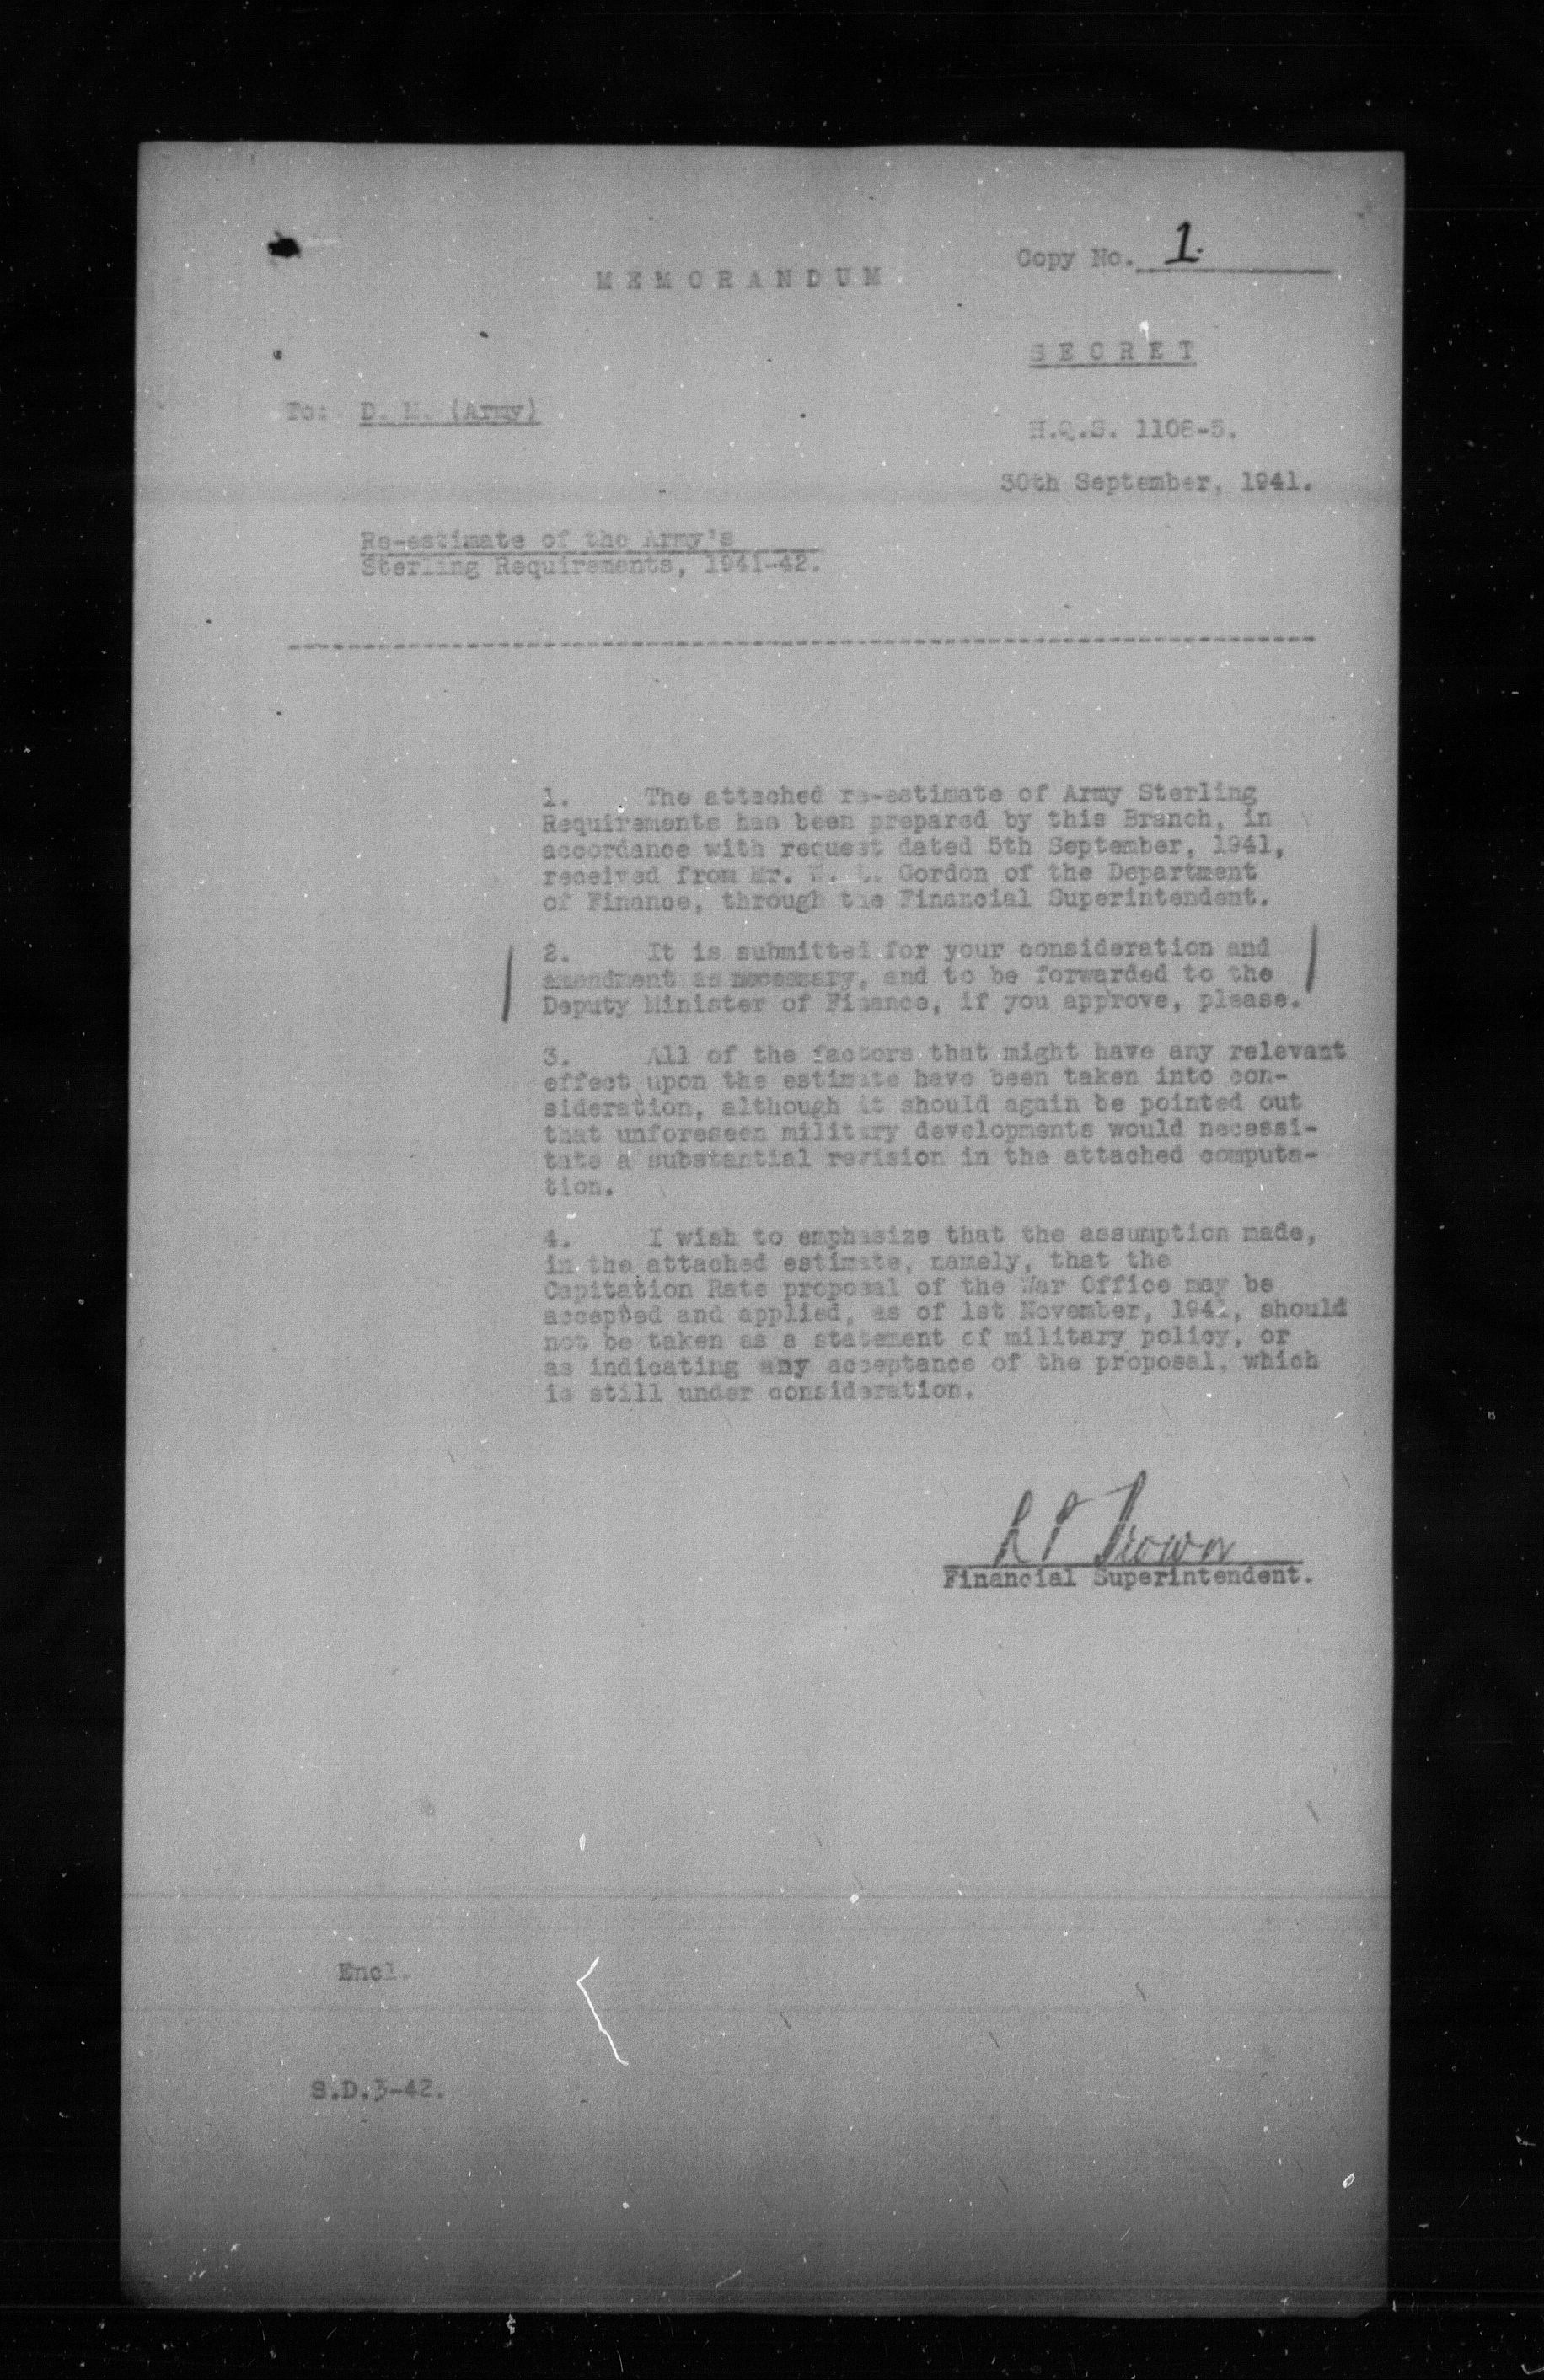 Copy No. 1.
MEMORANDUM
SECRET
To: D. M. (Army)
H.Q.S. 1108-5.
30th September, 1941.
Re-estimate of the Army's
Sterling Requirements, 1941-42.
1. The attached re-estimate of Army Sterling
Requirements has been prepared by this Branch, in
accordance with request dated 5th September, 1941,
received from Mr. W. L. Gordon of the Department
of Finance, through the Financial Superintendent.
2. It is submitted for your consideration and
amendment as necessary, and to be forwarded to the
Deputy Minister of Finance, if you approve, please.
3. All of the factors that might have any relevant
effect upon the estimate have been taken into con-
sideration, although it should again be pointed out
that unforeseen military developments would necessi-
tate a substantial revision in the attached computa-
tion.
4. I wish to emphasize that the assumption made,
in the attached estimate, namely, that the
Capitation Rate proposal of the War Office may be
accepted and applied, as of 1st November, 1941, should
not be taken as a statement of military policy, or
as indicating any acceptance of the proposal, which
is still under consideration.
R P Brown
Financial Superintendent.
Encl.
S.D.3-42.